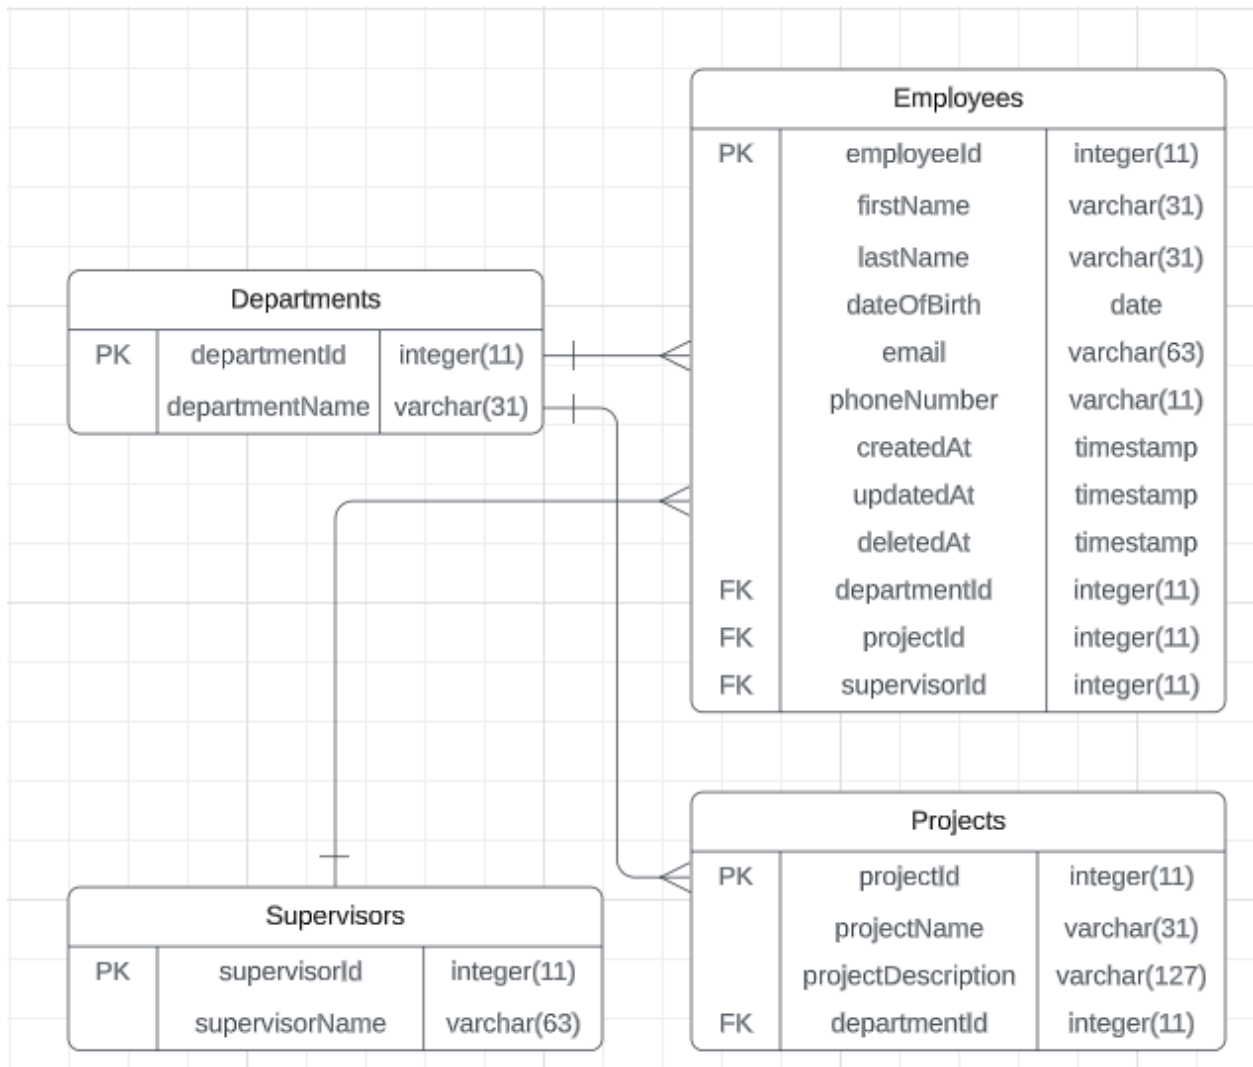 Employees
PK employeeId integer(11)
firstName varchar(31)
lastName varchar(31)
dateOfBirth date
email varchar(63)
phoneNumber varchar(11)
createdAt timestamp
updatedAt timestamp
deletedAt timestamp
FK departmentId integer(11)
FK projectId integer(11)
FK supervisorId integer(11)
Departments
PK departmentId integer(11)
departmentName varchar(31)
Supervisors
PK supervisorId integer(11)
supervisorName varchar(63)
Projects
PK projectId integer(11)
projectName varchar(31)
projectDescription varchar(127)
FK departmentId integer(11)